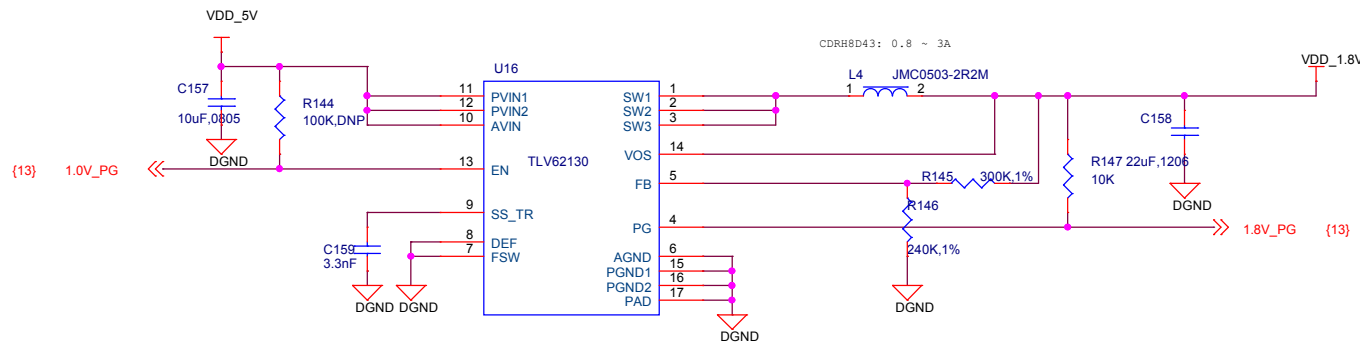 VDD_5V
CDRH8D43: 0.8 ~ 3A
U16
L4 JMC0503-2R2M
VDD_1.8V
C157
10uF,0805
R144
100K,DNP
DGND
11 PVIN1
12 PVIN2
10 AVIN
SW1 1
SW2 2
SW3 3
1 2
C158
22uF,1206
DGND
{13} 1.0V_PG
13 EN
TLV62130
VOS 14
FB 5
R145 300K,1%
R147
10K
R146
240K,1%
9 SS_TR
PG 4
1.8V_PG {13}
C159
3.3nF
8 DEF
7 FSW
AGND 6
PGND1 15
PGND2 16
PAD 17
DGND
DGND
DGND
DGND